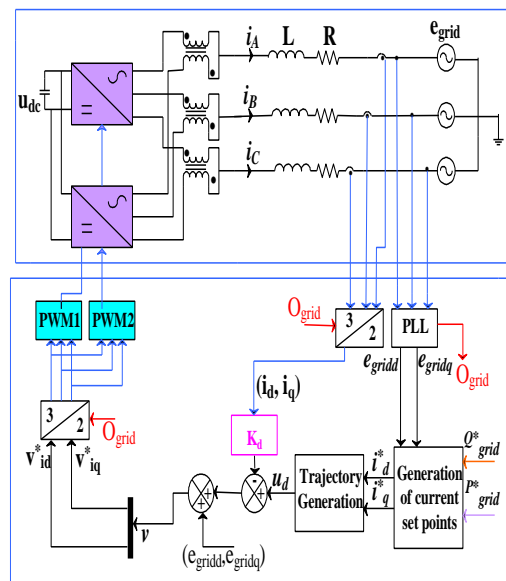 i_A L R e_grid
u_dc
i_B
i_C
PWM1 PWM2
O_grid 3 2 PLL
e_gridd e_gridq O_grid
(i_d, i_q)
3 2 O_grid
K_d
v*_id v*_iq
Q*_grid
P*_grid
i*_d
i*_q
Generation of current set points
Trajectory Generation
u_d
- + +
v
(e_gridd, e_gridq)